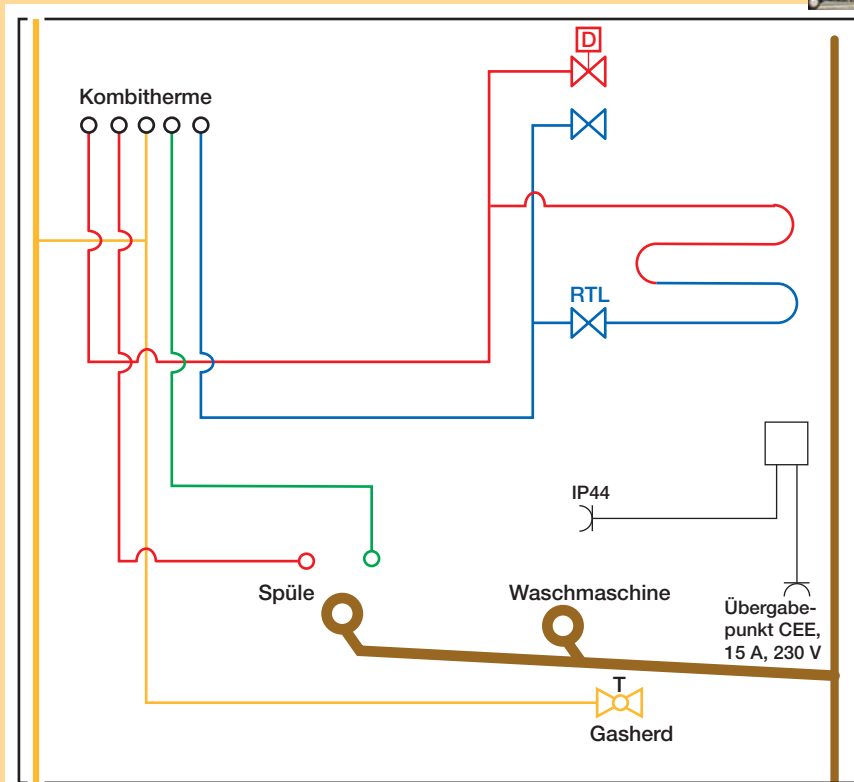 D
Kombitherme
RTL
IP44
Spüle
Waschmaschine
Übergabe-
punkt CEE,
15 A, 230 V
T
Gasherd